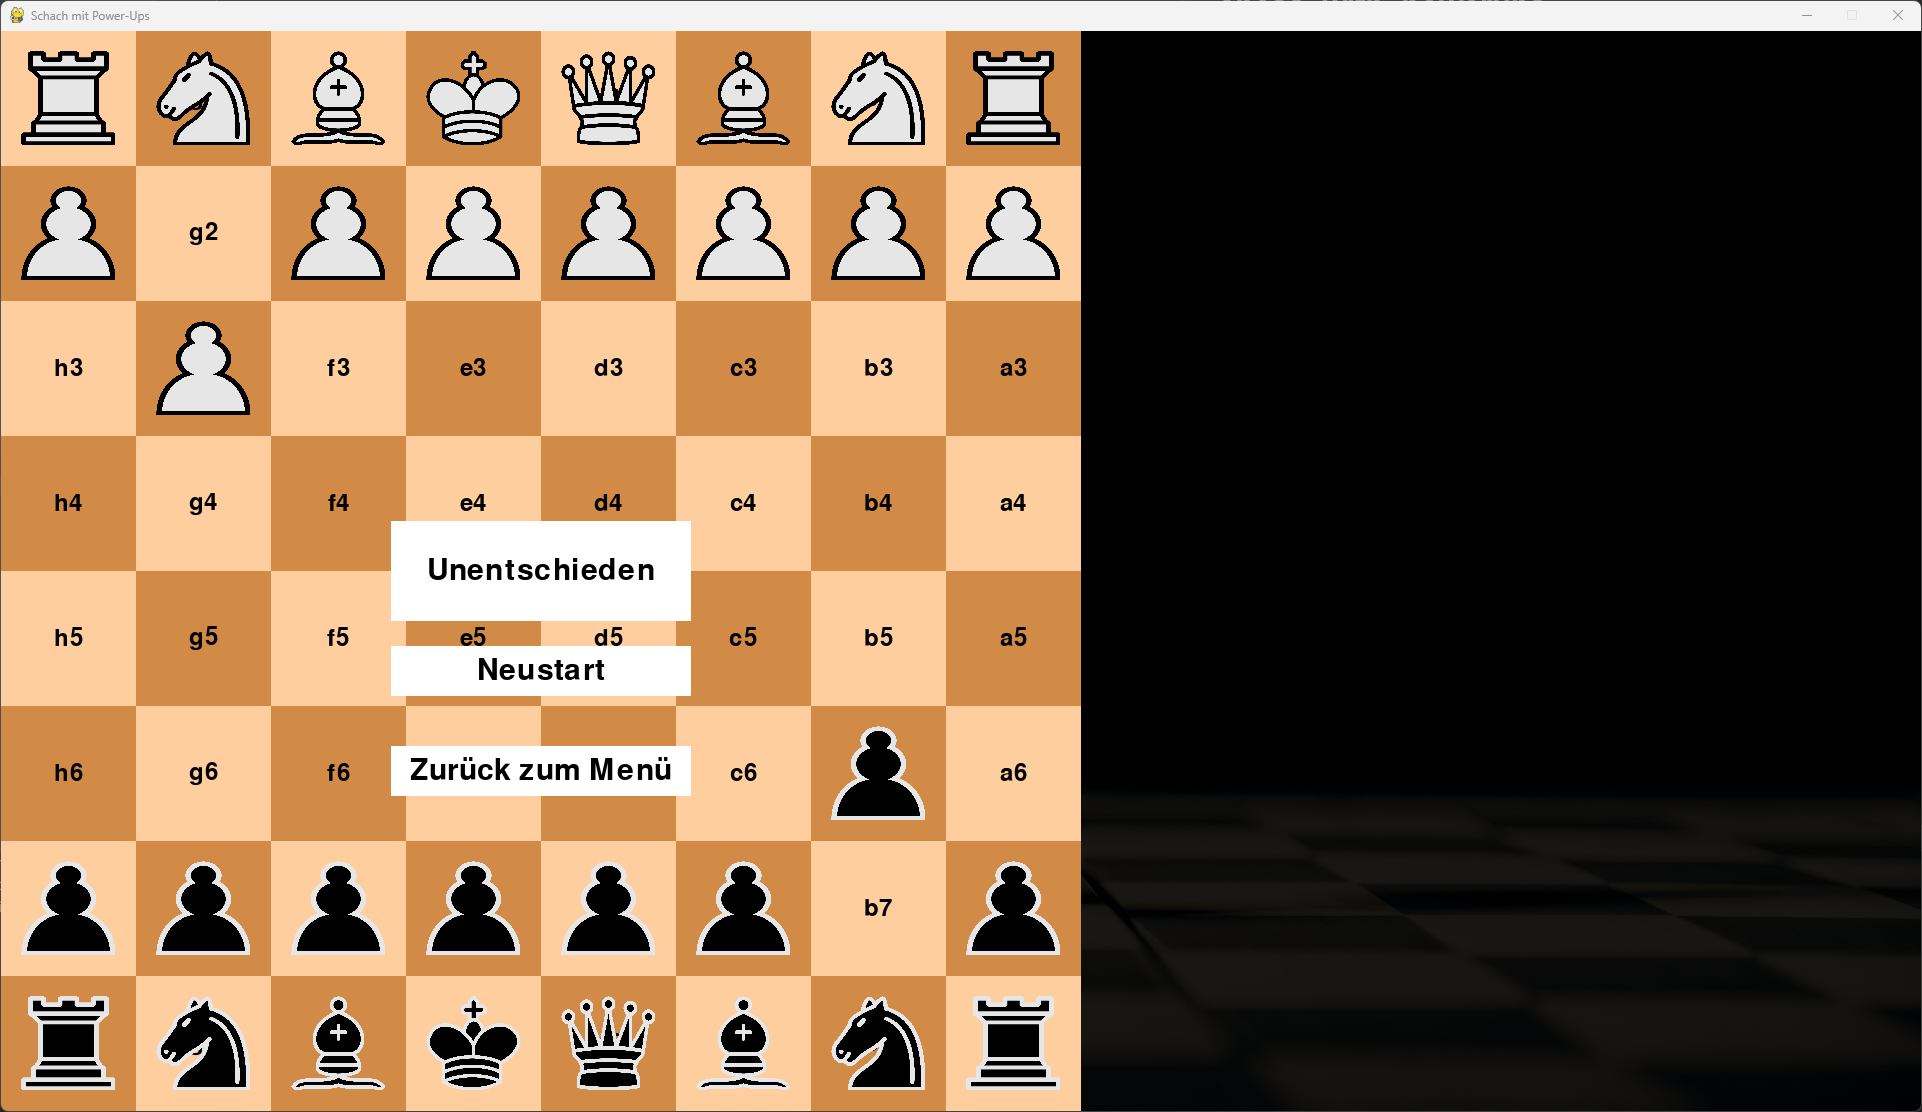 Schach mit Power-Ups
g2
h3 f3 e3 d3 c3 b3 a3
h4 g4 f4 e4 d4 c4 b4 a4
Unentschieden
h5 g5 f5 e5 d5 c5 b5 a5
Neustart
h6 g6 f6 Zurück zum Menü c6 a6
b7